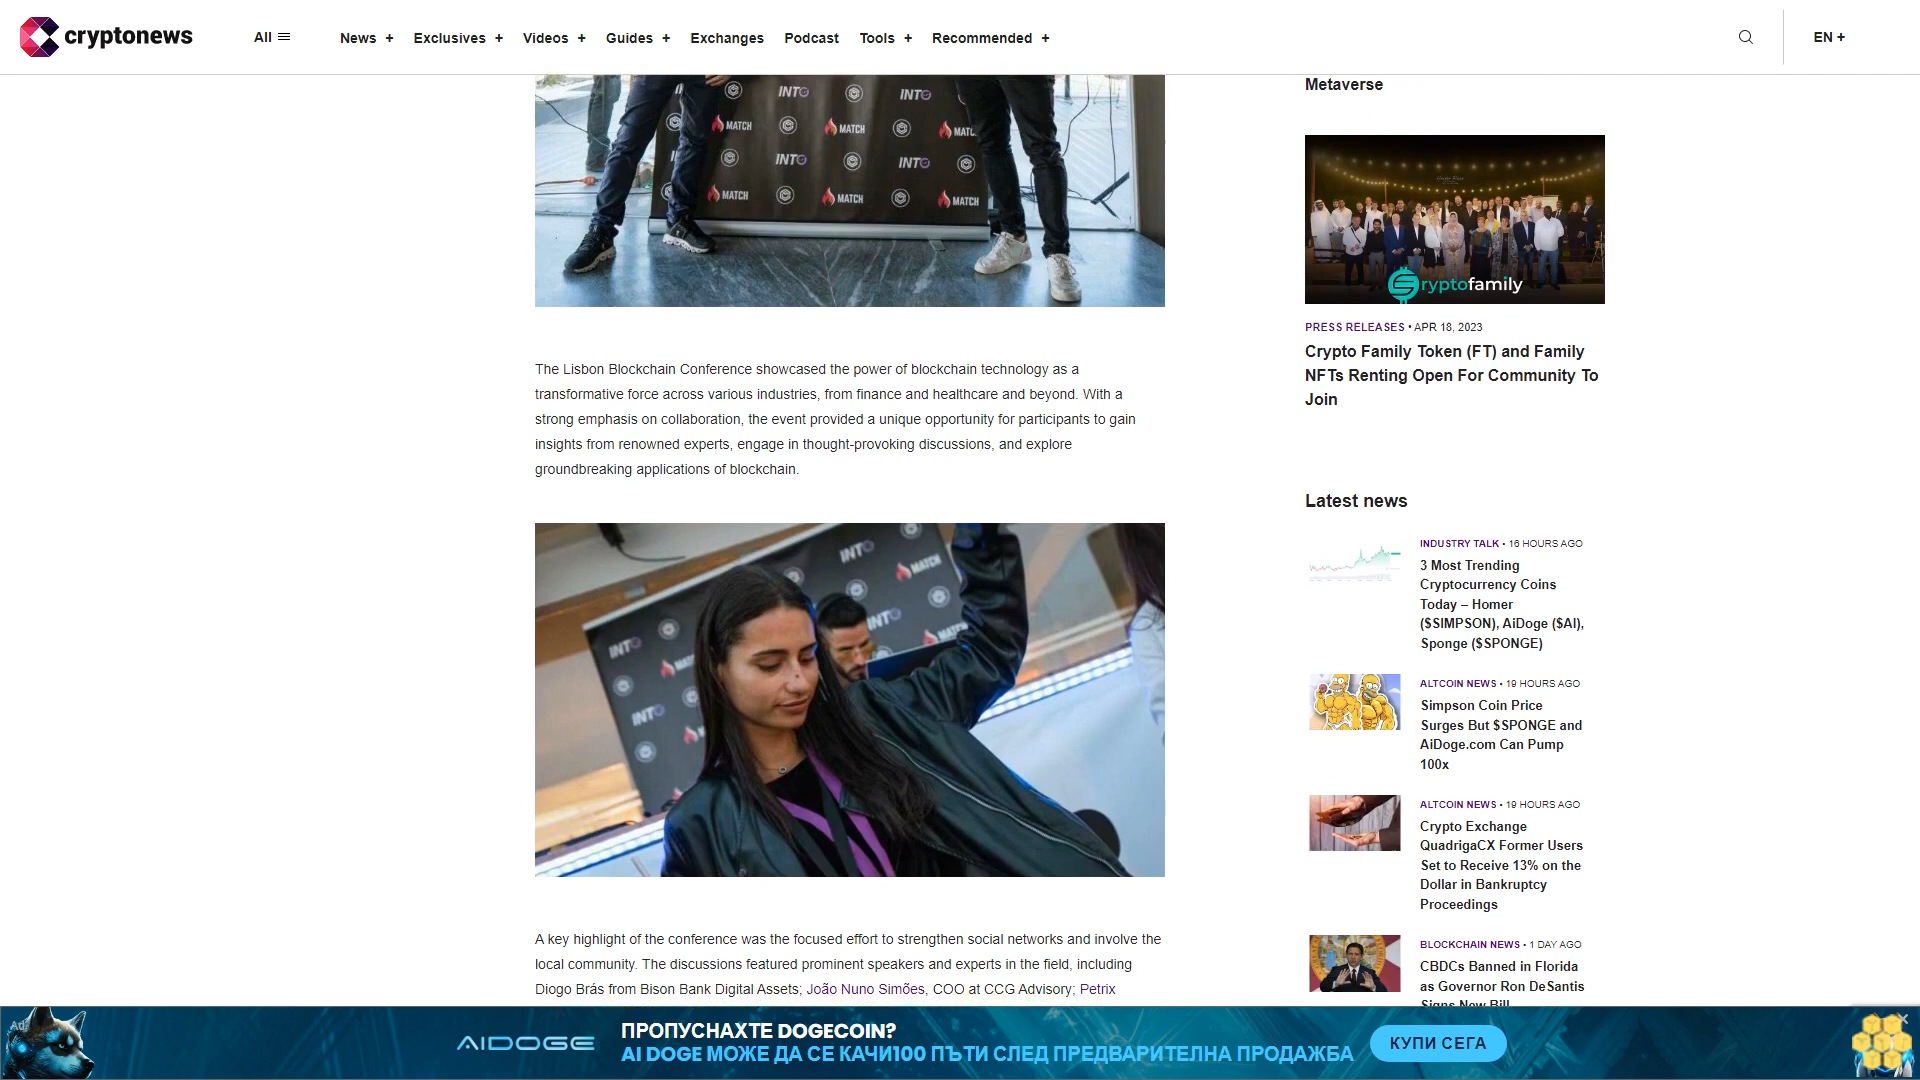 cryptonews
All
News +
Exclusives +
Videos +
Guides +
Exchanges
Podcast
Tools +
Recommended +
EN +
INTO
INTO
MATCH
MATCH
INTO
INTO
MATCH
MATCH
MATCH
The Lisbon Blockchain Conference showcased the power of blockchain technology as a
transformative force across various industries, from finance and healthcare and beyond. With a
strong emphasis on collaboration, the event provided a unique opportunity for participants to gain
insights from renowned experts, engage in thought-provoking discussions, and explore
groundbreaking applications of blockchain.
INTO
MATCH
INTO
INTO
MATCH
INTO
A key highlight of the conference was the focused effort to strengthen social networks and involve the
local community. The discussions featured prominent speakers and experts in the field, including
Diogo Brás from Bison Bank Digital Assets; João Nuno Simões, COO at CCG Advisory; Petrix
Metaverse
ryptofamily
PRESS RELEASES • APR 18, 2023
Crypto Family Token (FT) and Family
NFTs Renting Open For Community To
Join
Latest news
INDUSTRY TALK • 16 HOURS AGO
3 Most Trending
Cryptocurrency Coins
Today – Homer
($SIMPSON), AiDoge ($AI),
Sponge ($SPONGE)
ALTCOIN NEWS • 19 HOURS AGO
Simpson Coin Price
Surges But $SPONGE and
AiDoge.com Can Pump
100x
ALTCOIN NEWS • 19 HOURS AGO
Crypto Exchange
QuadrigaCX Former Users
Set to Receive 13% on the
Dollar in Bankruptcy
Proceedings
BLOCKCHAIN NEWS • 1 DAY AGO
CBDCs Banned in Florida
as Governor Ron DeSantis
Signs New Bill
Ad
AIDOGE
ПРОПУСНАХТЕ DOGECOIN?
AI DOGE МОЖЕ ДА СЕ КАЧИ100 ПЪТИ СЛЕД ПРЕДВАРИТЕЛНА ПРОДАЖБА
КУПИ СЕГА